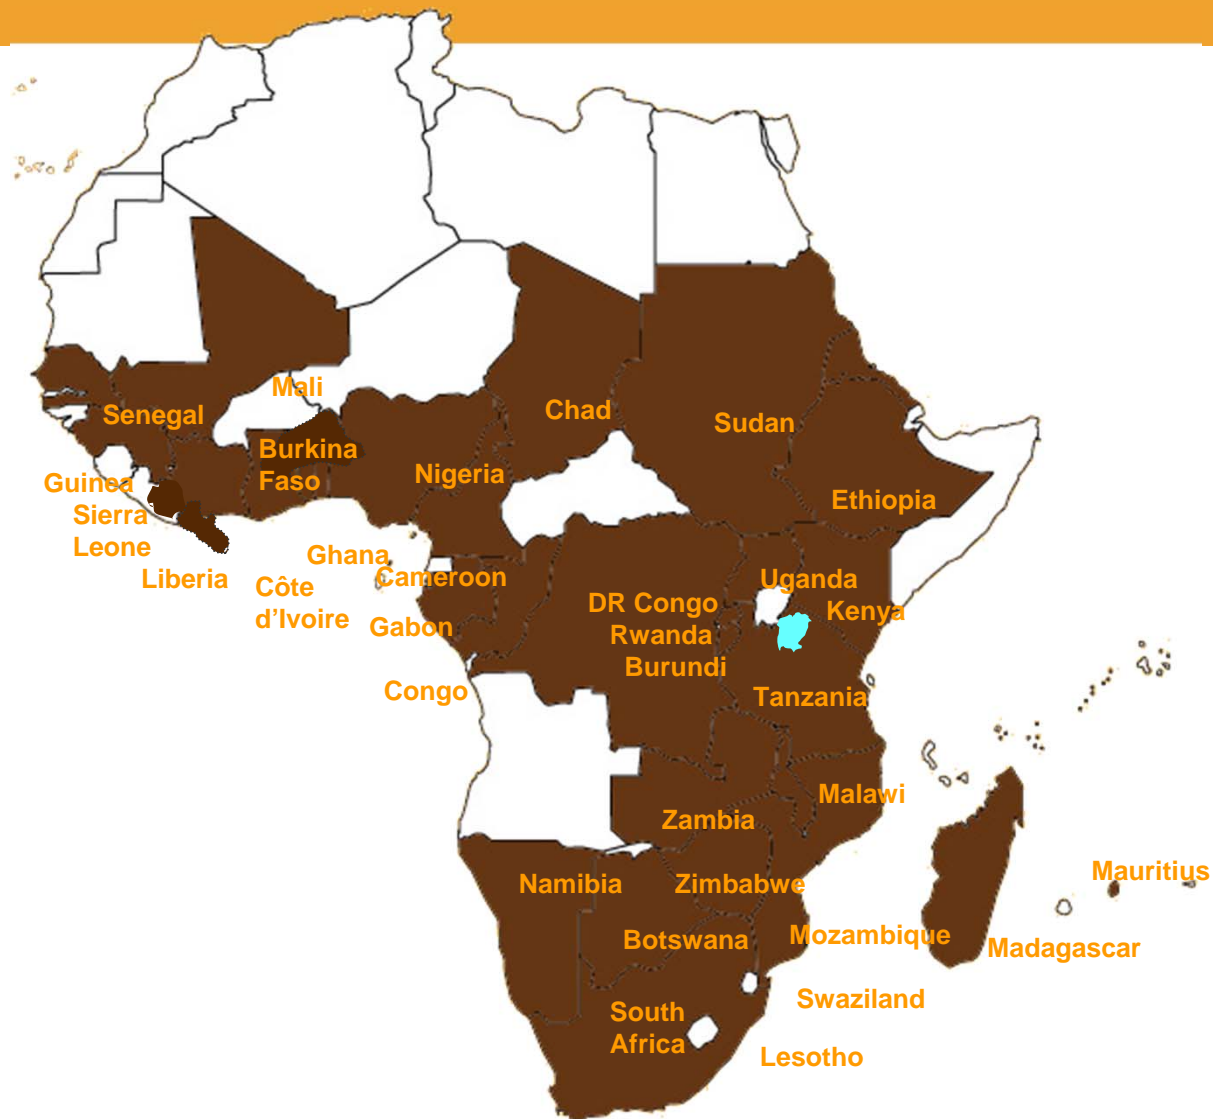 Mali
Senegal
Chad
Sudan
Burkina
Faso
Nigeria
Guinea
Ethiopia
Sierra
Leone
Ghana
Liberia
Côte
d'Ivoire
Cameroon
Uganda
DR Congo
Kenya
Gabon
Rwanda
Burundi
Congo
Tanzania
Malawi
Zambia
Mauritius
Namibia
Zimbabwe
Botswana
Mozambique
Madagascar
Swaziland
South
Africa
Lesotho